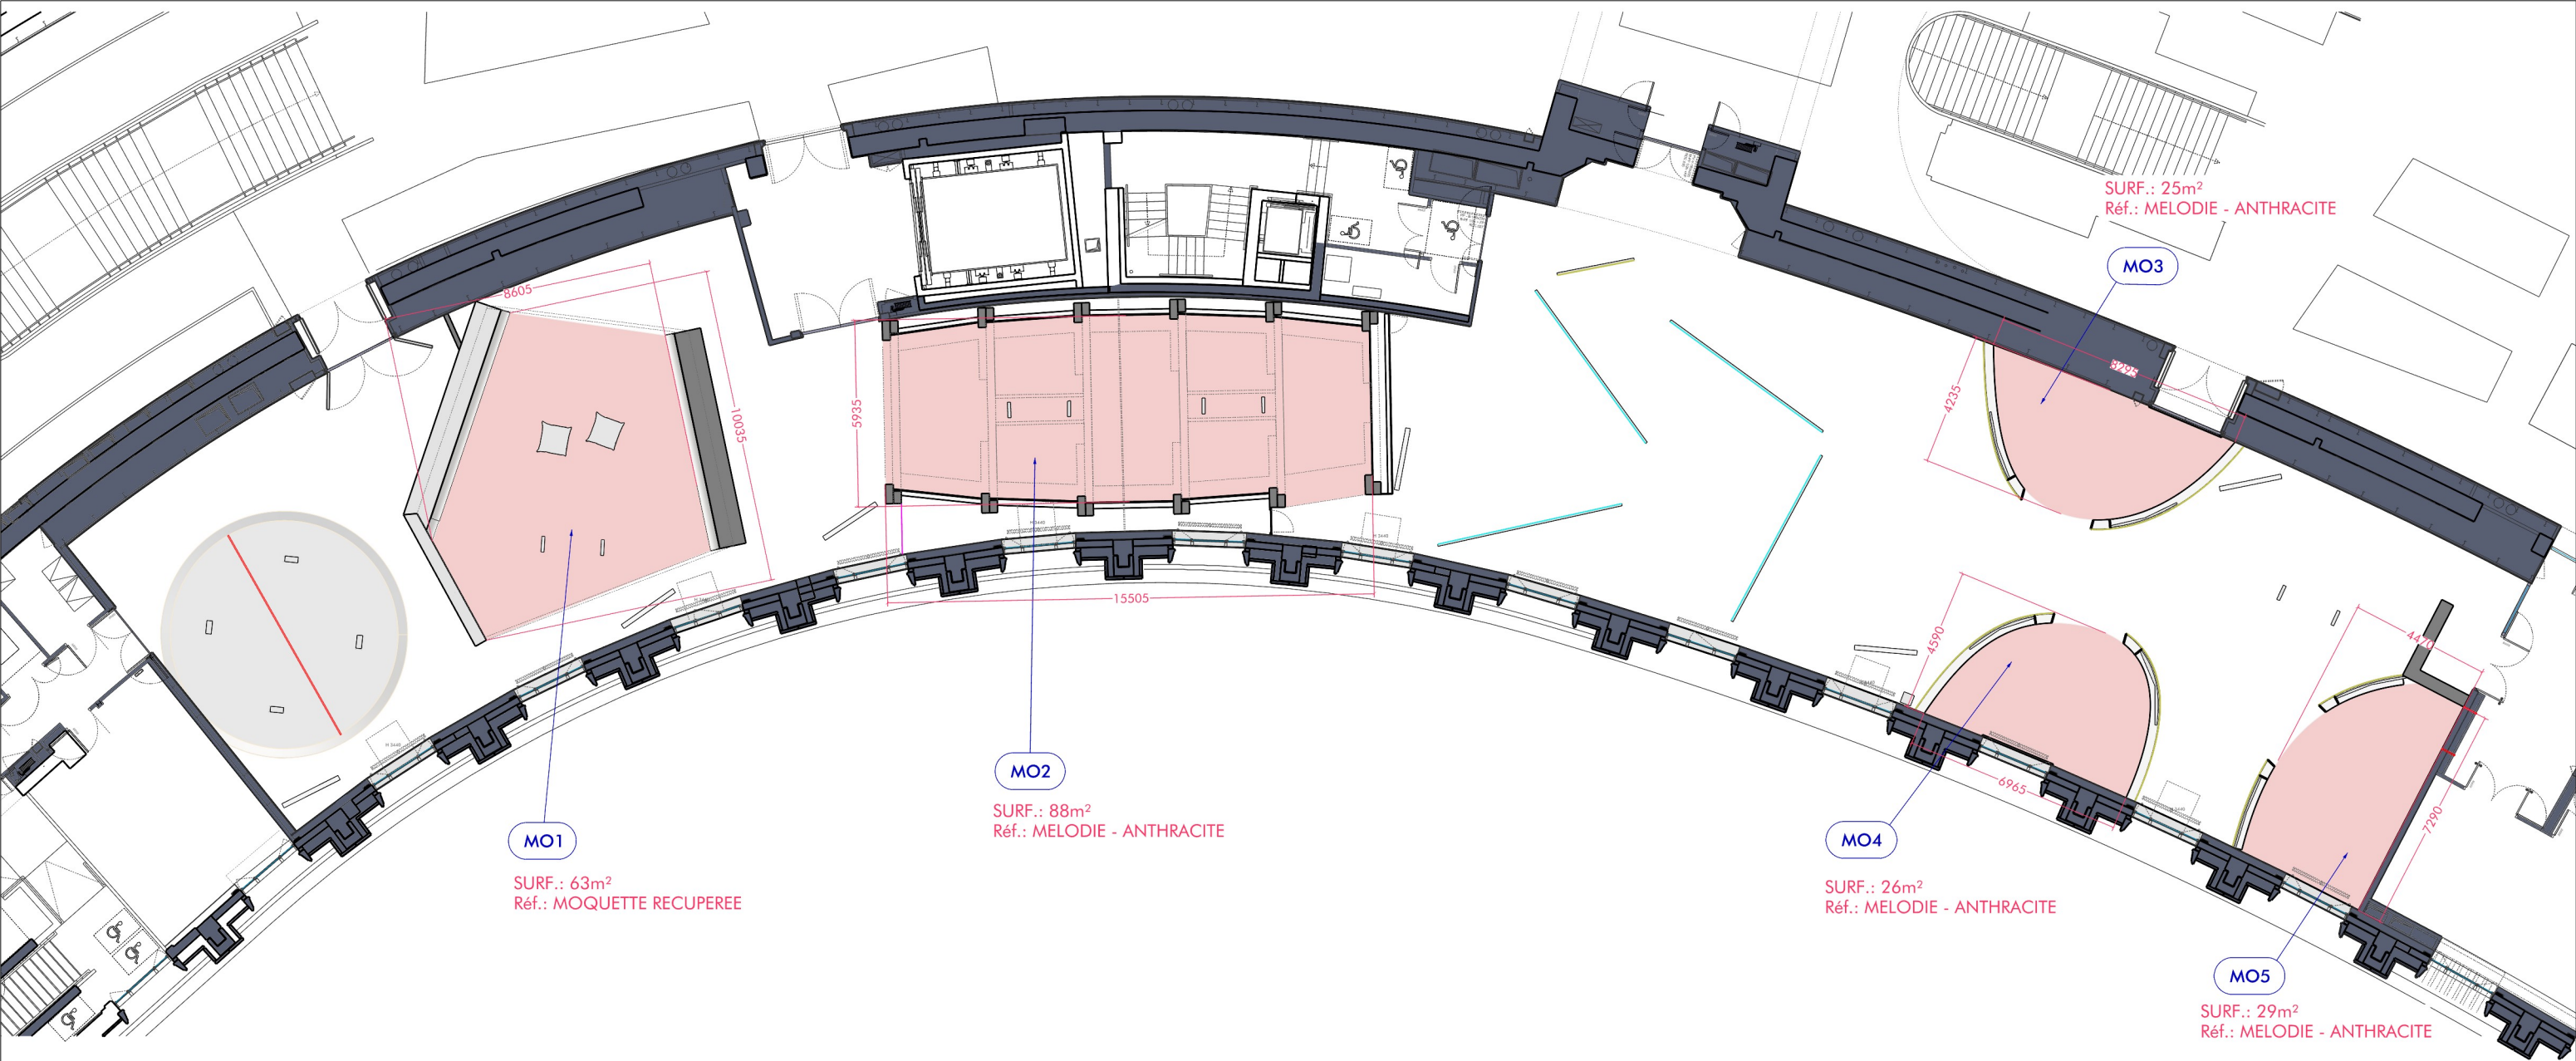 SURF.: 25m²
Réf.: MELODIE - ANTHRACITE
MO3
8605
10035
5935
15505
4235
4590
6965
4470
7290
MO1
SURF.: 63m²
Réf.: MOQUETTE RECUPEREE
MO2
SURF.: 88m²
Réf.: MELODIE - ANTHRACITE
MO4
SURF.: 26m²
Réf.: MELODIE - ANTHRACITE
MO5
SURF.: 29m²
Réf.: MELODIE - ANTHRACITE